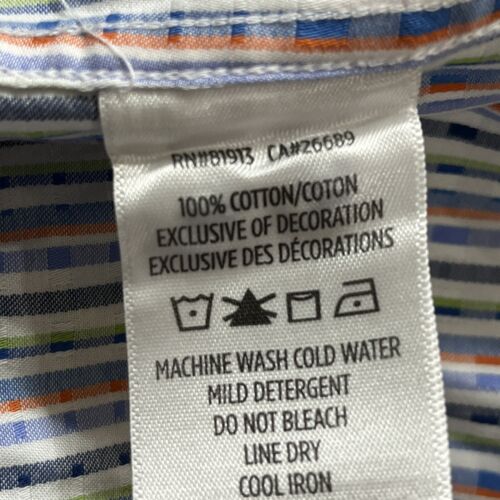 RN#81913 CA#26689
100% COTTON/COTON
EXCLUSIVE OF DECORATION
EXCLUSIVE DES DÉCORATIONS
MACHINE WASH COLD WATER
MILD DETERGENT
DO NOT BLEACH
LINE DRY
COOL IRON